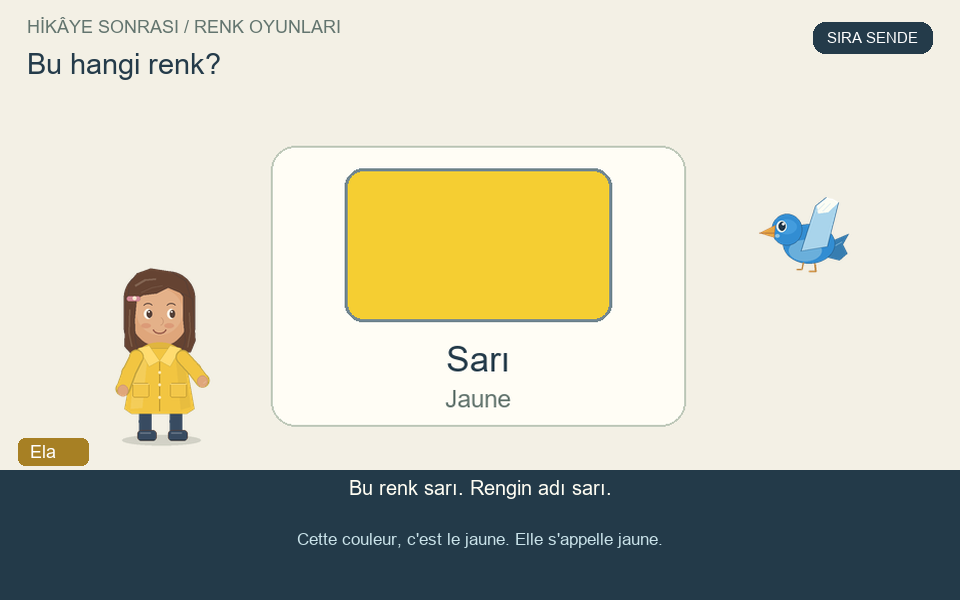 HİKÂYE SONRASI / RENK OYUNLARI
SIRA SENDE
Bu hangi renk?
Sarı
Jaune
Ela
Bu renk sarı. Rengin adı sarı.
Cette couleur, c'est le jaune. Elle s'appelle jaune.